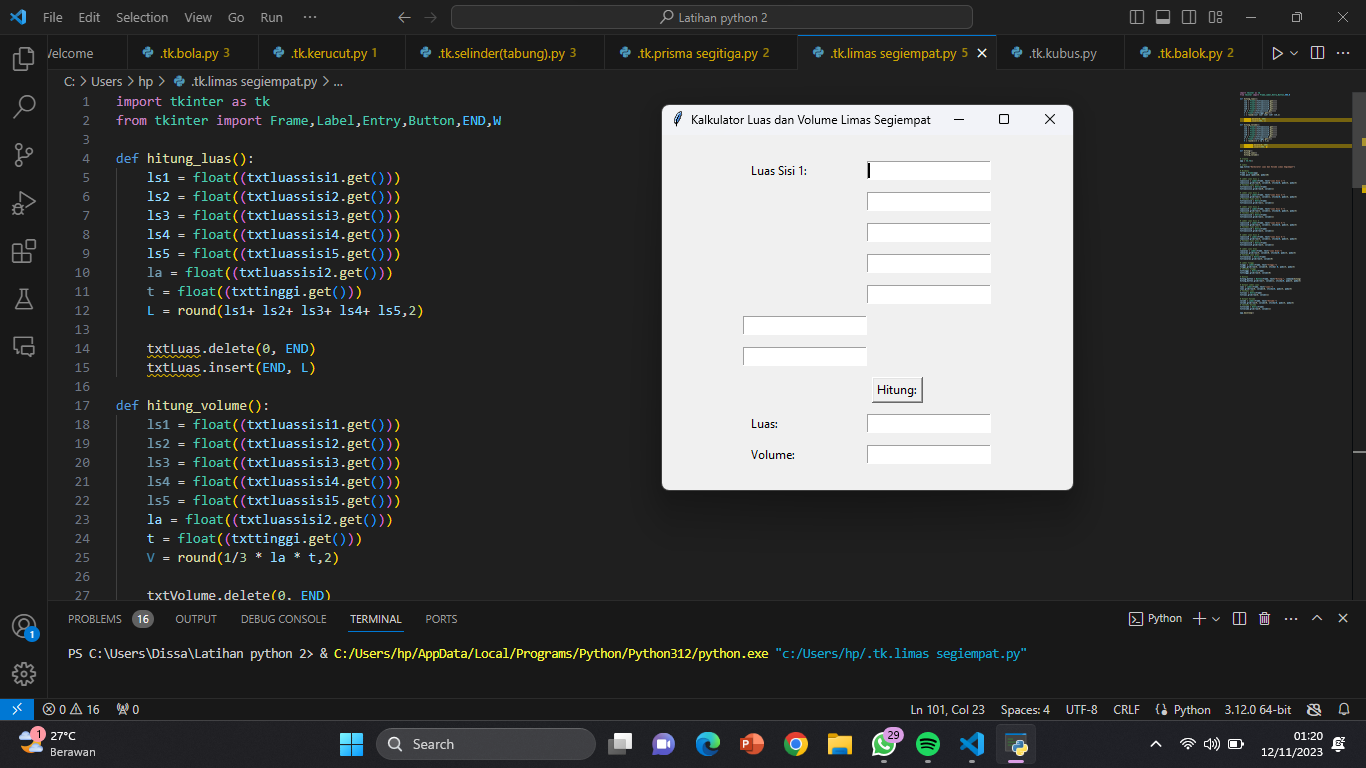 File Edit Selection View Go Run ··· Latihan python 2
Welcome .tk.bola.py 3 .tk.kerucut.py 1 .tk.selinder(tabung).py 3 .tk.prisma segitiga.py 2 .tk.limas segiempat.py 5 .tk.kubus.py .tk.balok.py 2
C: > Users > hp > .tk.limas segiempat.py > ...
1 import tkinter as tk
2 from tkinter import Frame,Label,Entry,Button,END,W
3
4 def hitung_luas():
5 ls1 = float((txtluassisi1.get()))
6 ls2 = float((txtluassisi2.get()))
7 ls3 = float((txtluassisi3.get()))
8 ls4 = float((txtluassisi4.get()))
9 ls5 = float((txtluassisi5.get()))
10 la = float((txtluassisi2.get()))
11 t = float((txttinggi.get()))
12 L = round(ls1+ ls2+ ls3+ ls4+ ls5,2)
13
14 txtLuas.delete(0, END)
15 txtLuas.insert(END, L)
16
17 def hitung_volume():
18 ls1 = float((txtluassisi1.get()))
19 ls2 = float((txtluassisi2.get()))
20 ls3 = float((txtluassisi3.get()))
21 ls4 = float((txtluassisi4.get()))
22 ls5 = float((txtluassisi5.get()))
23 la = float((txtluassisi2.get()))
24 t = float((txttinggi.get()))
25 V = round(1/3 * la * t,2)
26
27 txtVolume.delete(0, END)
Kalkulator Luas dan Volume Limas Segiempat
Luas Sisi 1:
Hitung:
Luas:
Volume:
PROBLEMS 16 OUTPUT DEBUG CONSOLE TERMINAL PORTS Python
PS C:\Users\Dissa\Latihan python 2> & C:/Users/hp/AppData/Local/Programs/Python/Python312/python.exe "c:/Users/hp/.tk.limas segiempat.py"
1
0 16 0 Ln 101, Col 23 Spaces: 4 UTF-8 CRLF Python 3.12.0 64-bit
1 27°C Search 29 01:20
Berawan 12/11/2023